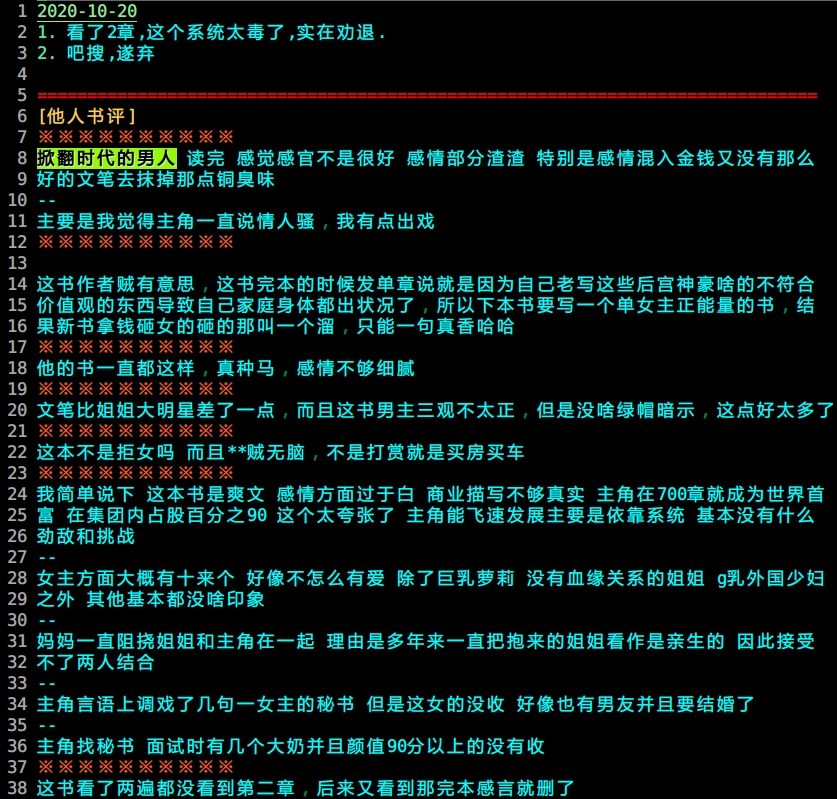 1 2020-10-20
2 1. 看了2章,这个系统太毒了,实在劝退.
3 2. 吧搜,遂弃
4
5 ==============================================================================
6 [他人书评]
7 ※※※※※※※※※※
8 掀翻时代的男人 读完 感觉感官不是很好 感情部分渣渣 特别是感情混入金钱又没有那么
9 好的文笔去抹掉那点铜臭味
10 --
11 主要是我觉得主角一直说情人骚，我有点出戏
12 ※※※※※※※※※※
13
14 这书作者贼有意思，这书完本的时候发单章说就是因为自己老写这些后宫神豪啥的不符合
15 价值观的东西导致自己家庭身体都出状况了，所以下本书要写一个单女主正能量的书，结
16 果新书拿钱砸女的砸的那叫一个溜，只能一句真香哈哈
17 ※※※※※※※※※※
18 他的书一直都这样，真种马，感情不够细腻
19 ※※※※※※※※※※
20 文笔比姐姐大明星差了一点，而且这书男主三观不太正，但是没啥绿帽暗示，这点好太多了
21 ※※※※※※※※※※
22 这本不是拒女吗 而且**贼无脑，不是打赏就是买房买车
23 ※※※※※※※※※※
24 我简单说下 这本书是爽文 感情方面过于白 商业描写不够真实 主角在700章就成为世界首
25 富 在集团内占股百分之90 这个太夸张了 主角能飞速发展主要是依靠系统 基本没有什么
26 劲敌和挑战
27 --
28 女主方面大概有十来个 好像不怎么有爱 除了巨乳萝莉 没有血缘关系的姐姐 g乳外国少妇
29 之外 其他基本都没啥印象
30 --
31 妈妈一直阻挠姐姐和主角在一起 理由是多年来一直把抱来的姐姐看作是亲生的 因此接受
32 不了两人结合
33 --
34 主角言语上调戏了几句一女主的秘书 但是这女的没收 好像也有男友并且要结婚了
35 --
36 主角找秘书 面试时有几个大奶并且颜值90分以上的没有收
37 ※※※※※※※※※※
38 这书看了两遍都没看到第二章，后来又看到那完本感言就删了